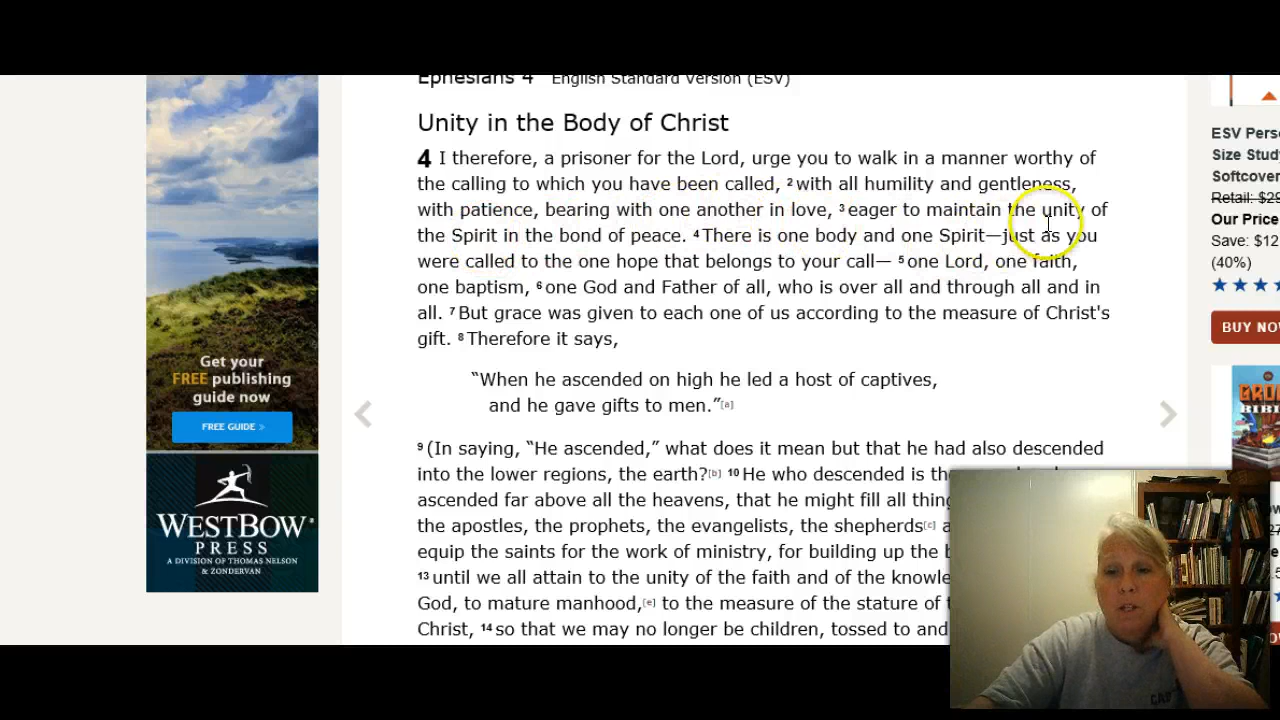 Ephesians 4 English Standard Version (ESV)
Unity in the Body of Christ
4 I therefore, a prisoner for the Lord, urge you to walk in a manner worthy of
the calling to which you have been called, 2 with all humility and gentleness,
with patience, bearing with one another in love, 3 eager to maintain the unity of
the Spirit in the bond of peace. 4 There is one body and one Spirit—just as you
were called to the one hope that belongs to your call— 5 one Lord, one faith,
one baptism, 6 one God and Father of all, who is over all and through all and in
all. 7 But grace was given to each one of us according to the measure of Christ's
gift. 8 Therefore it says,
“When he ascended on high he led a host of captives,
and he gave gifts to men.”[a]
9 (In saying, “He ascended,” what does it mean but that he had also descended
into the lower regions, the earth?[b] 10 He who descended is the
ascended far above all the heavens, that he might fill all
the apostles, the prophets, the evangelists, the shepherds[c]
equip the saints for the work of ministry, for building up the
13 until we all attain to the unity of the faith and of the
God, to mature manhood,[e] to the measure of the stature of
Christ, 14 so that we may no longer be children, tossed to and
Get your
FREE publishing
guide now
FREE GUIDE >
WESTBOW
PRESS
A DIVISION OF THOMAS NELSON
& ZONDERVAN
ESV
Size
Softcover
Retail:
Our Price
Save: $12
(40%)
BUY